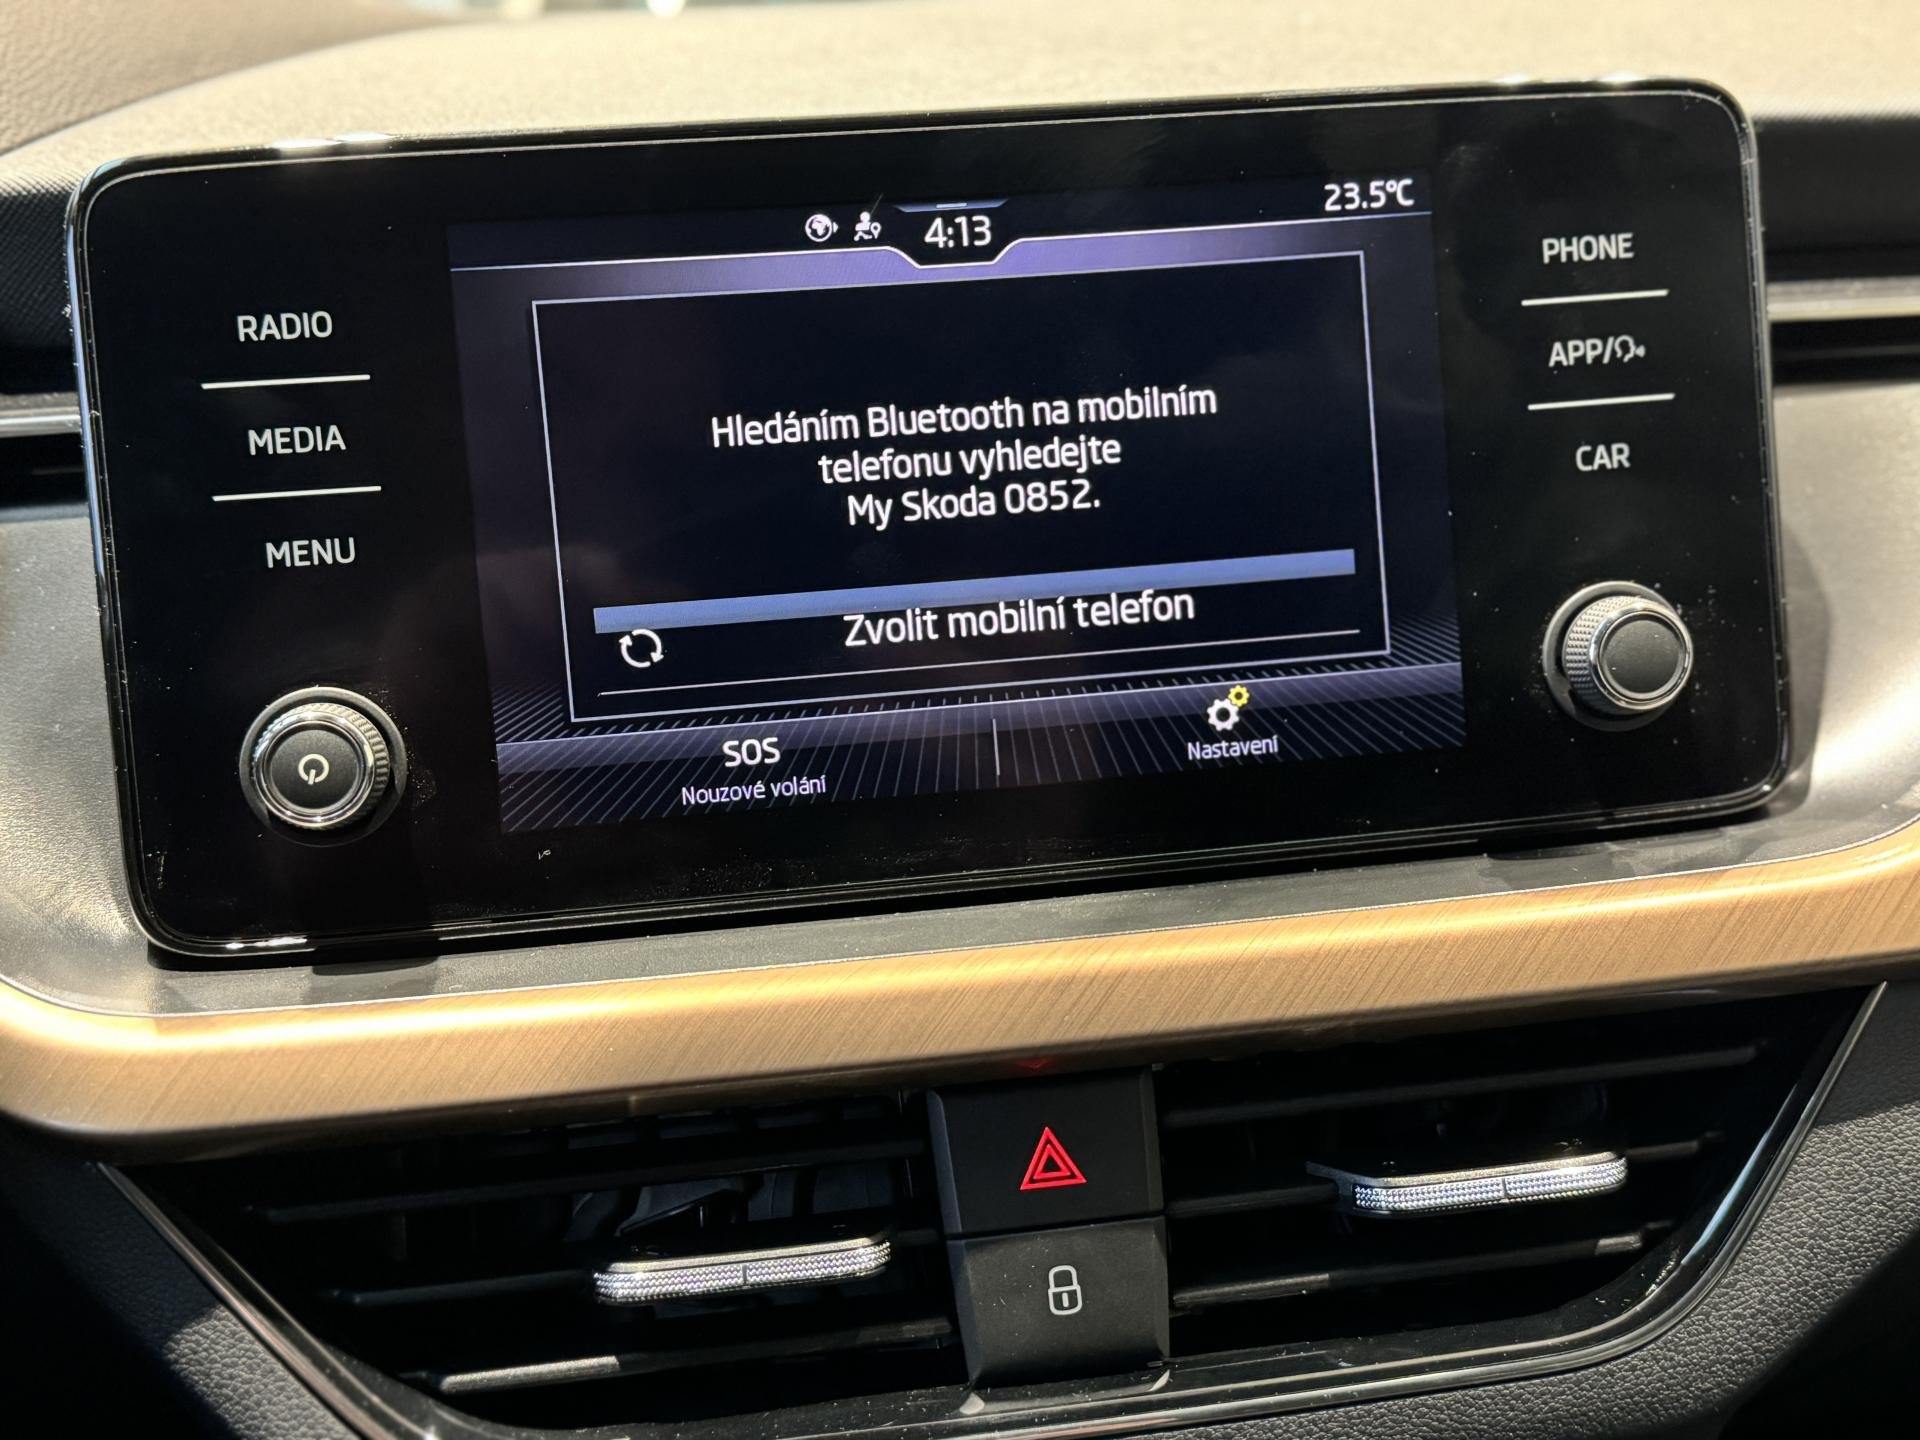 4:13
23.5°C
RADIO
MEDIA
MENU
Hledáním Bluetooth na mobilním
telefonu vyhledejte
My Skoda 0852.
Zvolit mobilní telefon
SOS
Nouzové volání
Nastavení
PHONE
APP/
CAR